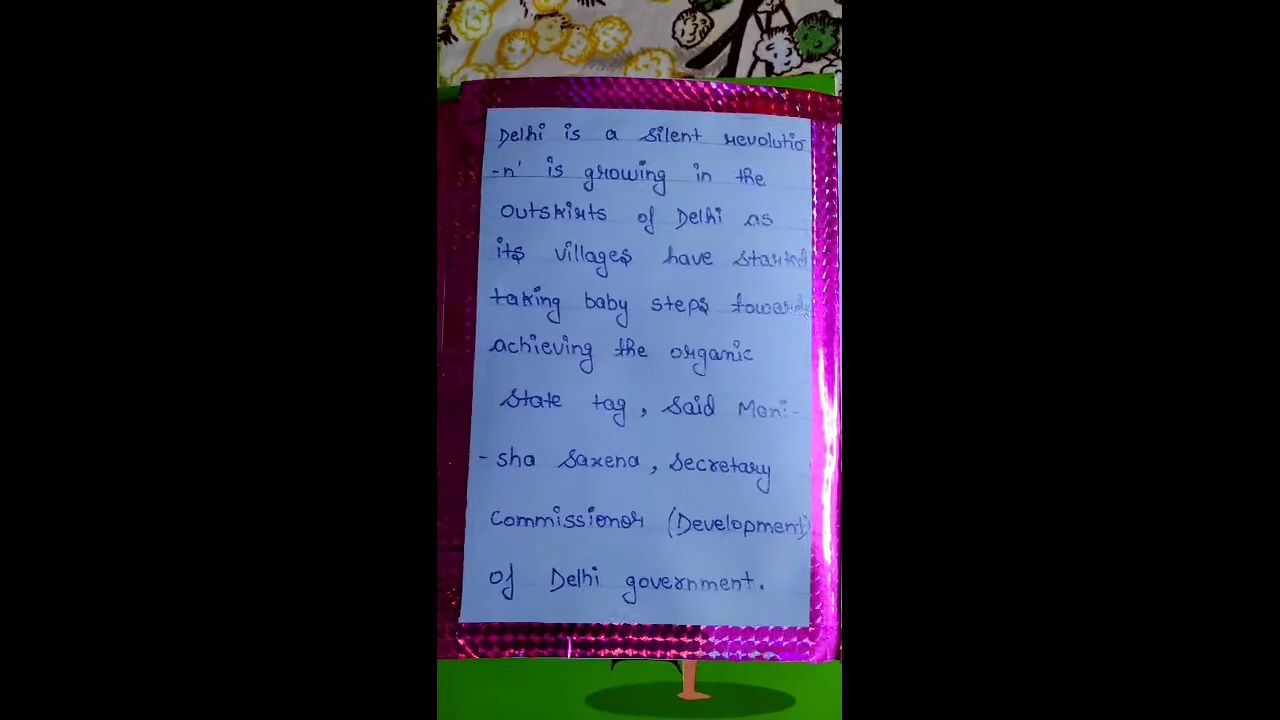 Delhi is a silent revolutio
-n' is growing in the
outskirts of Delhi as
its villages have started
taking baby steps towards
achieving the organic
state tag, said Mani-
-sha Saxena, secretary
commissioner (Development)
of Delhi government.